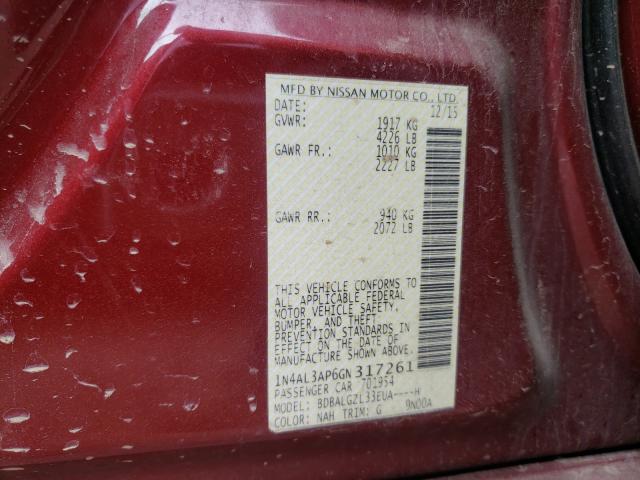 MFD BY NISSAN MOTOR CO., LTD.
DATE: 12/15
GVWR: 1917 KG
4226 LB
GAWR FR.: 1010 KG
2227 LB
GAWR RR.: 940 KG
2072 LB
THIS VEHICLE CONFORMS TO
ALL APPLICABLE FEDERAL
MOTOR VEHICLE SAFETY,
BUMPER, AND THEFT
PREVENTION STANDARDS IN
EFFECT ON THE DATE OF
MANUFACTURE SHOWN ABOVE.
1N4AL3AP6GN317261
PASSENGER CAR 701954
MODEL: BDBALGZL33EUA----H
COLOR: NAH TRIM: G 9N00A